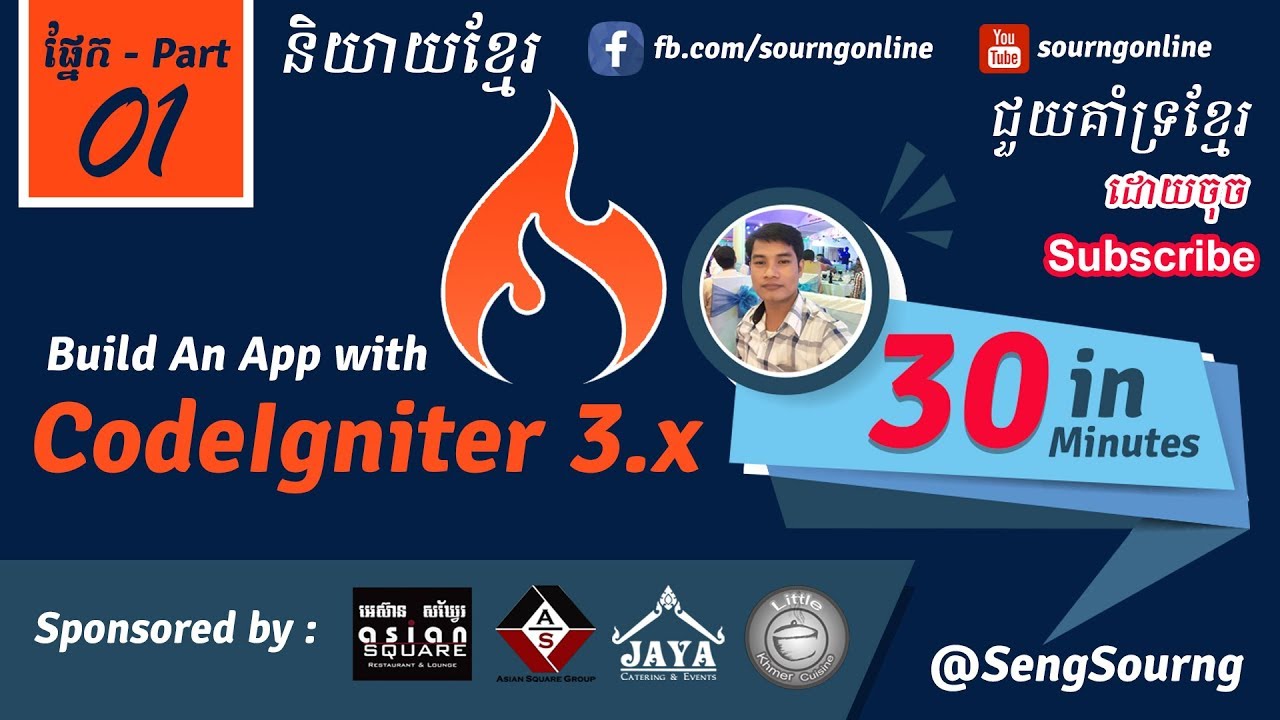 ផ្នែក - Part
01
និយាយខ្មែរ
fb.com/sourngonline
You
Tube
sourngonline
ជួយគាំទ្រខ្មែរ
ដោយចុច
Subscribe
Build An App with
CodeIgniter 3.x
30 in
Minutes
Sponsored by :
អេស៊ាន សឃ្វែរ
asian
SQUARE
RESTAURANT & LOUNGE
A
S
ASIAN SQUARE GROUP
JAYA
CATERING & EVENTS
Little
Khmer Cuisine
@SengSourng